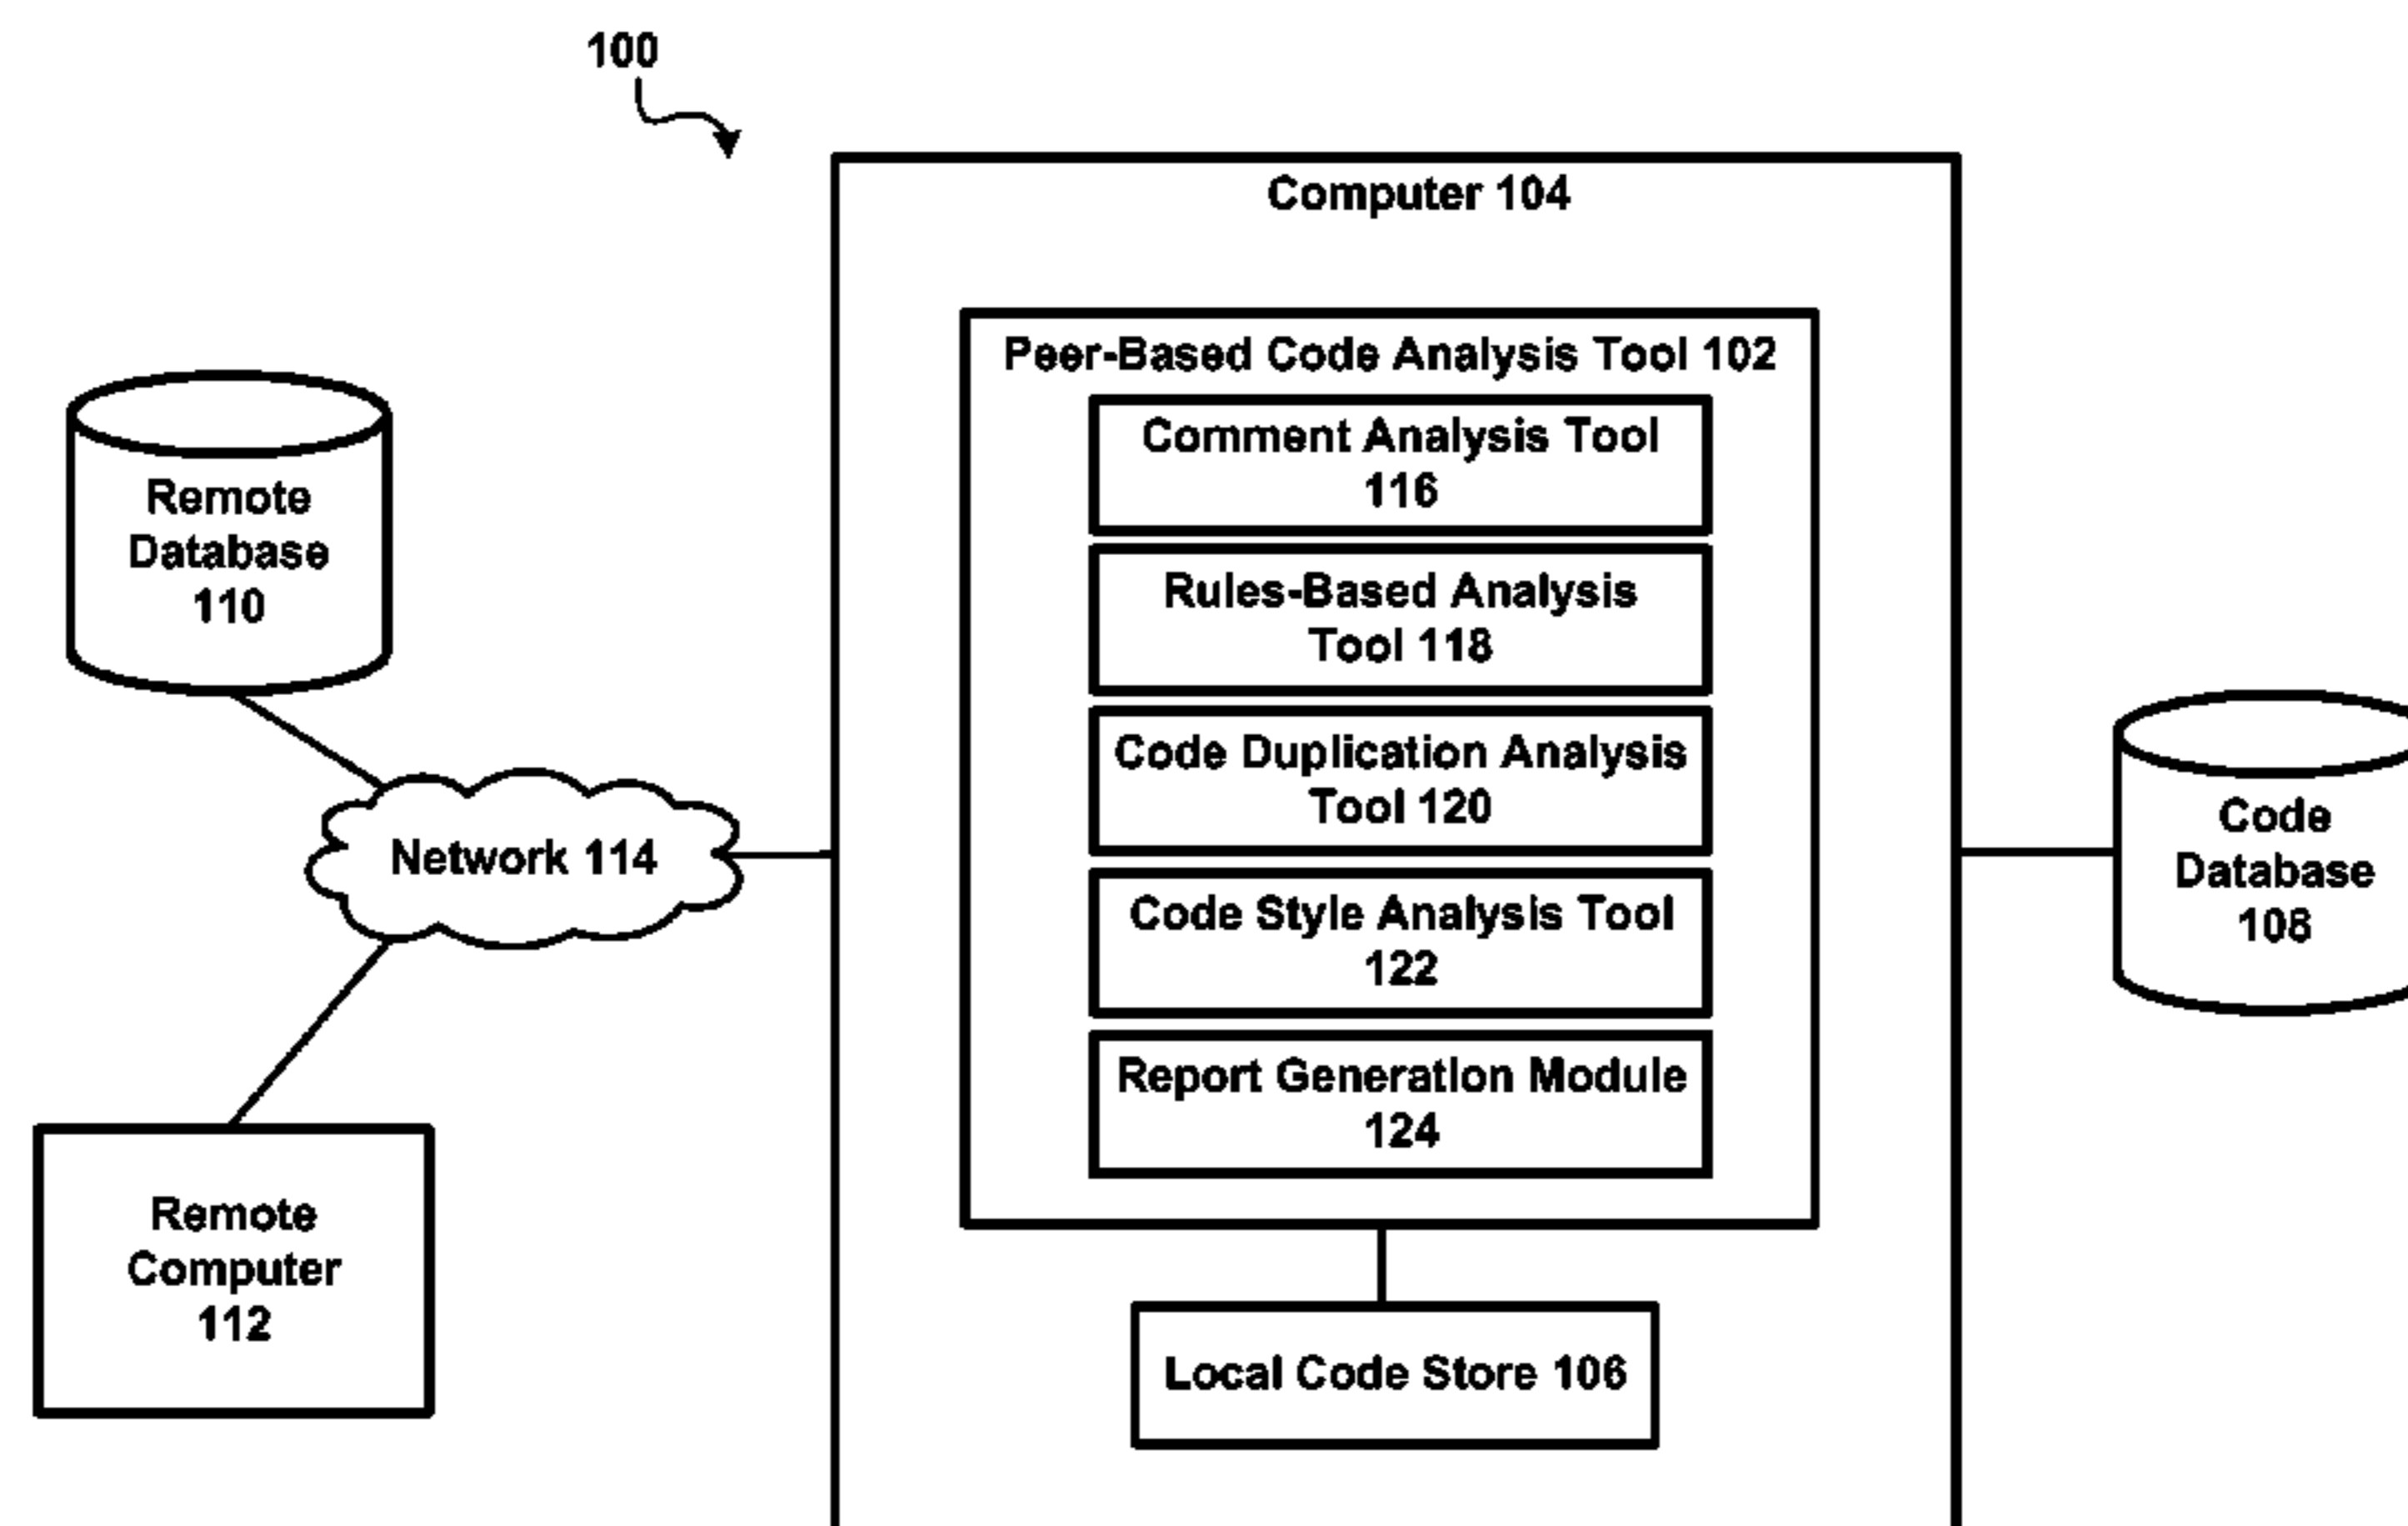 100
Computer 104
Peer-Based Code Analysis Tool 102
Comment Analysis Tool
116
Rules-Based Analysis
Tool 118
Code Duplication Analysis
Tool 120
Code Style Analysis Tool
122
Report Generation Module
124
Local Code Store 106
Remote
Database
110
Network 114
Remote
Computer
112
Code
Database
108